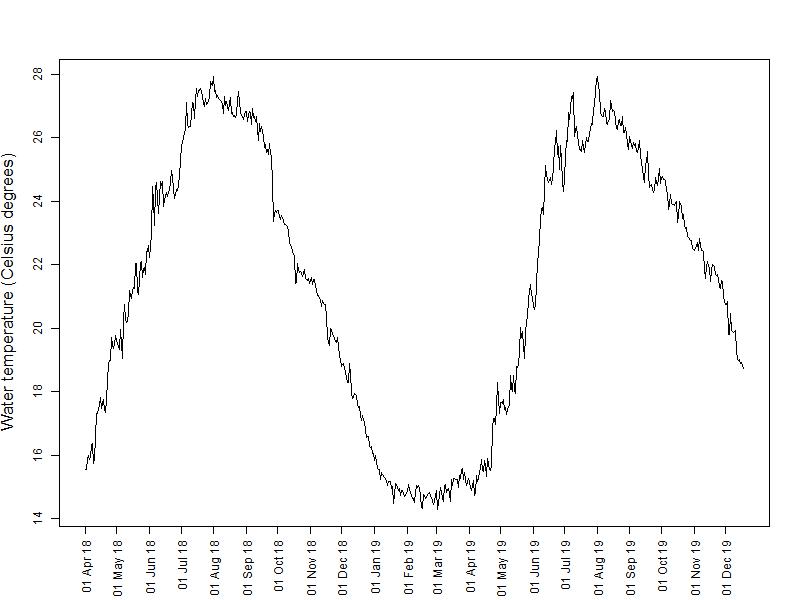 Water temperature (Celsius degrees)
28
26
24
22
20
18
16
14
01 Apr 18
01 May 18
01 Jun 18
01 Jul 18
01 Aug 18
01 Sep 18
01 Oct 18
01 Nov 18
01 Dec 18
01 Jan 19
01 Feb 19
01 Mar 19
01 Apr 19
01 May 19
01 Jun 19
01 Jul 19
01 Aug 19
01 Sep 19
01 Oct 19
01 Nov 19
01 Dec 19